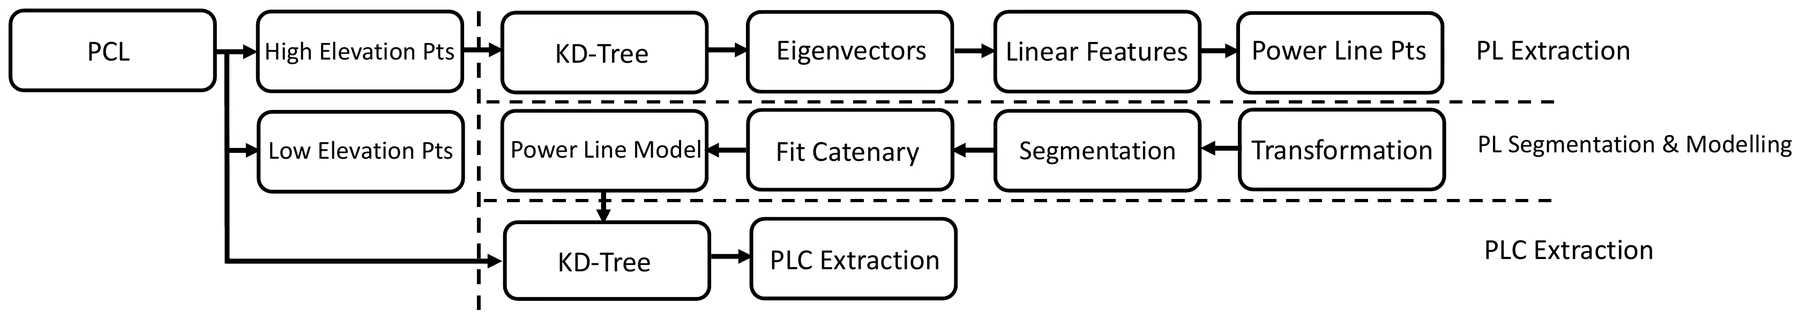 PCL
High Elevation Pts
KD-Tree
Eigenvectors
Linear Features
Power Line Pts
PL Extraction
Low Elevation Pts
Power Line Model
Fit Catenary
Segmentation
Transformation
PL Segmentation & Modelling
KD-Tree
PLC Extraction
PLC Extraction